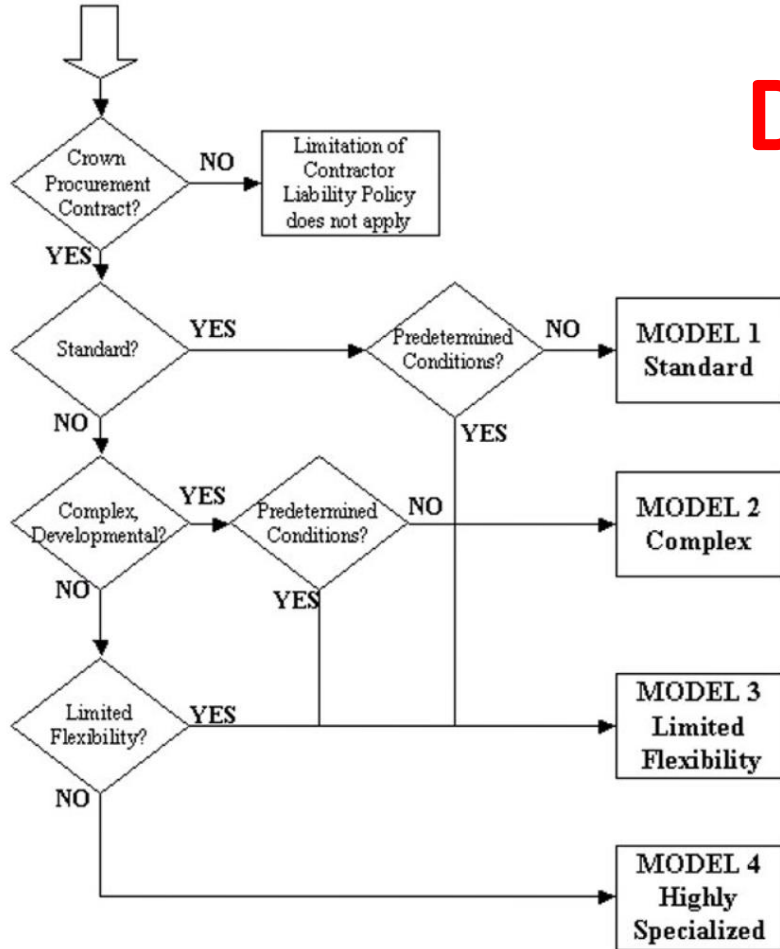 D
Crown
Procurement
Contract?
NO
Limitation of
Contractor
Liability Policy
does not apply
YES
Standard?
YES
Predetermined
Conditions?
NO
MODEL 1
Standard
NO
YES
Complex,
Developmental?
YES
Predetermined
Conditions?
NO
MODEL 2
Complex
NO
YES
Limited
Flexibility?
YES
MODEL 3
Limited
Flexibility
NO
MODEL 4
Highly
Specialized